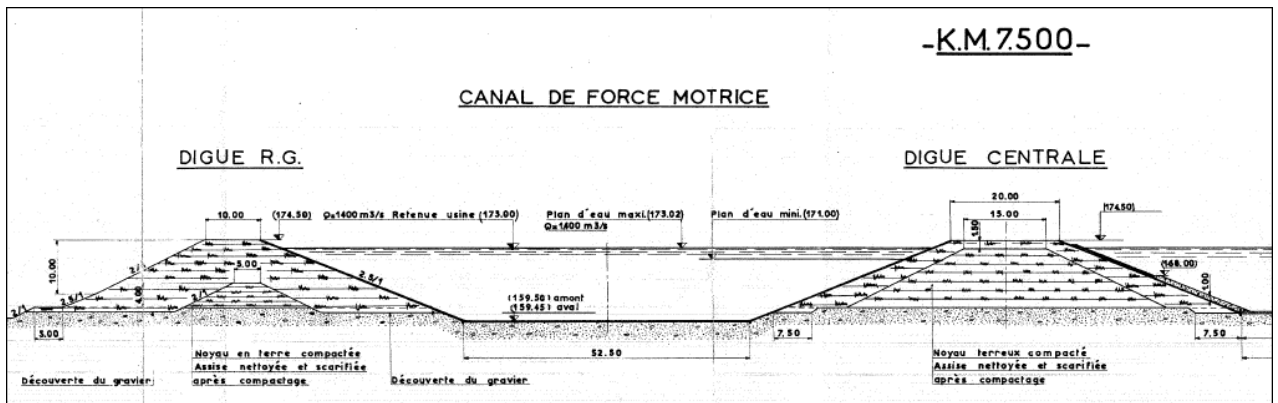 -K.M.7.500-
CANAL DE FORCE MOTRICE
DIGUE R.G.
DIGUE CENTRALE
20.00
10.00
(174.50)
Q=1400 m3/s Retenue usine (173.00)
Plan d'eau maxi.(173.02)
Q=1.400 m3/s
Plan d'eau mini.(171.00)
15.00
(174.50)
1.50
10.00
2/1
5.00
2.5/1
(168.00)
4.00
2.5/1
2/1
2/1
(159.50) amont
(159.45) aval
3.00
7.50
7.50
52.50
Noyau en terre compactée
Assise nettoyée et scarifiée
après compactage
Découverte du gravier
Découverte du gravier
Noyau terreux compacté
Assise nettoyée et scarifiée
après compactage